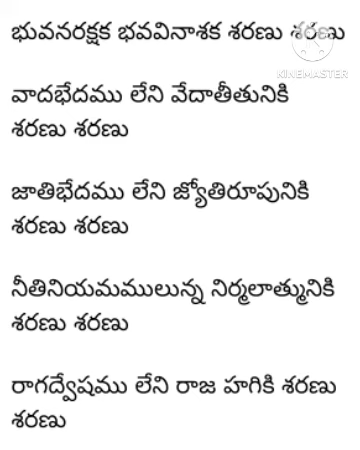 భువనరక్షక భవవినాశక శరణు శరణు
KINEMASTER
వాదభేదము లేని వేదాతీతునికి
శరణు శరణు
జాతిభేదము లేని జ్యోతిరూపునికి
శరణు శరణు
నీతినియమములున్న నిర్మలాత్మునికి
శరణు శరణు
రాగద్వేషము లేని రాజ హగికి శరణు
శరణు